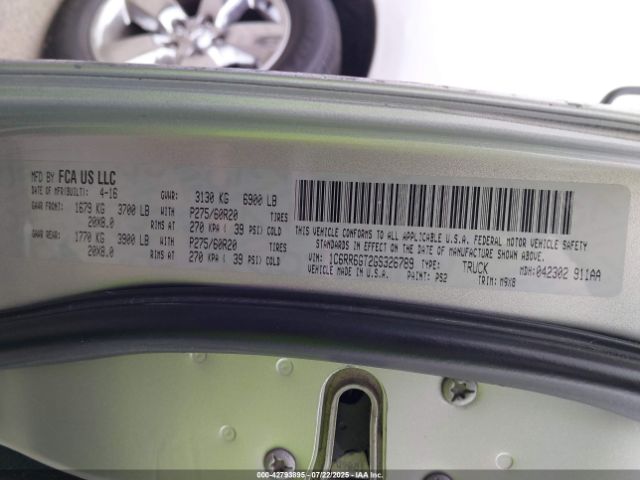 MFD BY FCA US LLC
DATE OF MFR(BUILT): 4-16 GVWR: 3130 KG 6900 LB
GAWR FRONT: 1679 KG 3700 LB WITH P275/60R20 TIRES
20X8.0 RIMS AT 270 KPA ( 39 PSI) COLD
GAWR REAR: 1770 KG 3900 LB WITH P275/60R20 TIRES
20X8.0 RIMS AT 270 KPA ( 39 PSI) COLD
THIS VEHICLE CONFORMS TO ALL APPLICABLE U.S.A. FEDERAL MOTOR VEHICLE SAFETY
STANDARDS IN EFFECT ON THE DATE OF MANUFACTURE SHOWN ABOVE.
VIN: 1C6RR6GT2GS326789 TYPE: TRUCK MDH: 042302 911AA
VEHICLE MADE IN U.S.A. PAINT: PS2 TRIM: M9X8
000-42793895 - 07/22/2025 - IAAI.COM